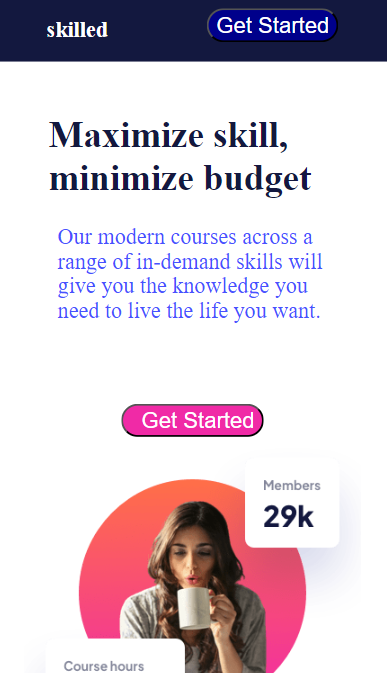 skilled
Get Started
Maximize skill,
minimize budget
Our modern courses across a
range of in-demand skills will
give you the knowledge you
need to live the life you want.
Get Started
Members
29k
Course hours